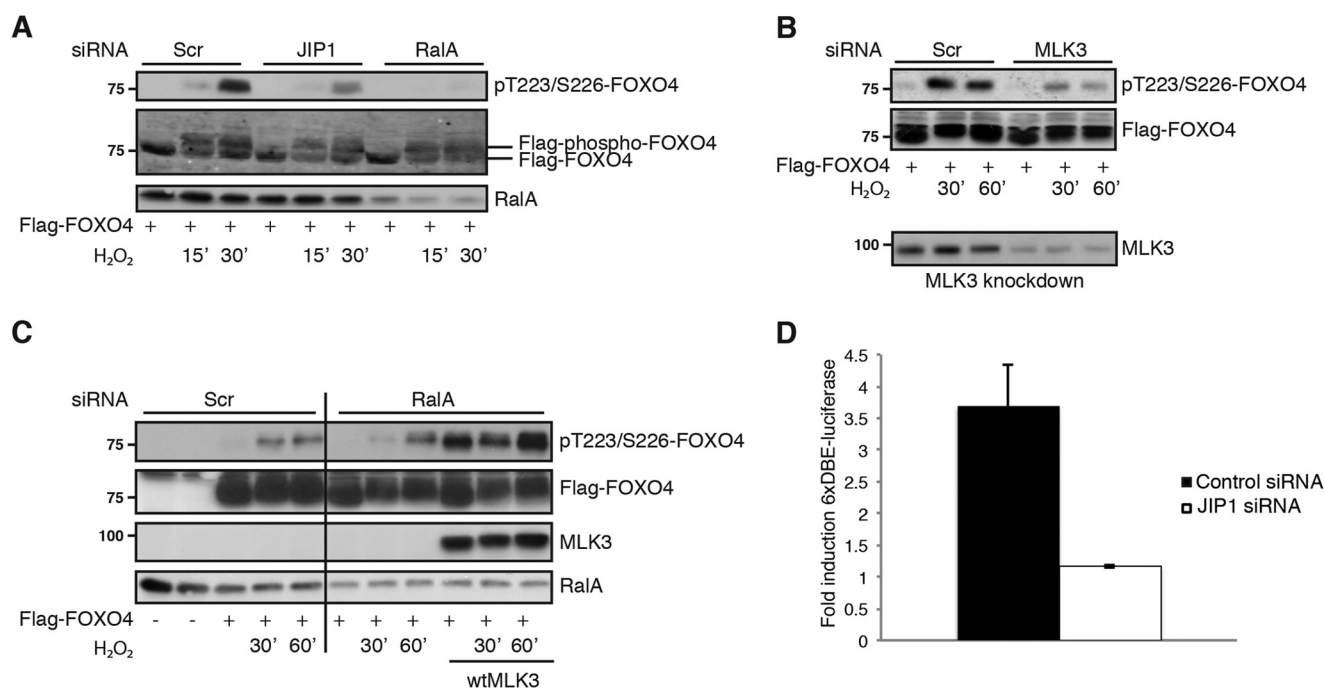 A
siRNA Scr JIP1 RalA
75 pT223/S226-FOXO4
75 Flag-phospho-FOXO4
Flag-FOXO4
RalA
Flag-FOXO4 + + + + + + + + +
H₂O₂ 15’ 30’ 15’ 30’ 15’ 30’
B
siRNA Scr MLK3
75 pT223/S226-FOXO4
75 Flag-FOXO4
Flag-FOXO4 + + + + + +
H₂O₂ 30’ 60’ 30’ 60’
100 MLK3
MLK3 knockdown
C
siRNA Scr RalA
75 pT223/S226-FOXO4
75 Flag-FOXO4
100 MLK3
RalA
Flag-FOXO4 - - + + + + + + + + +
H₂O₂ 30’ 60’ 30’ 60’ 30’ 60’
wtMLK3
D
Fold induction 6xDBE-luciferase
4.5
4
3.5
3
2.5
2
1.5
1
0.5
0
Control siRNA
JIP1 siRNA